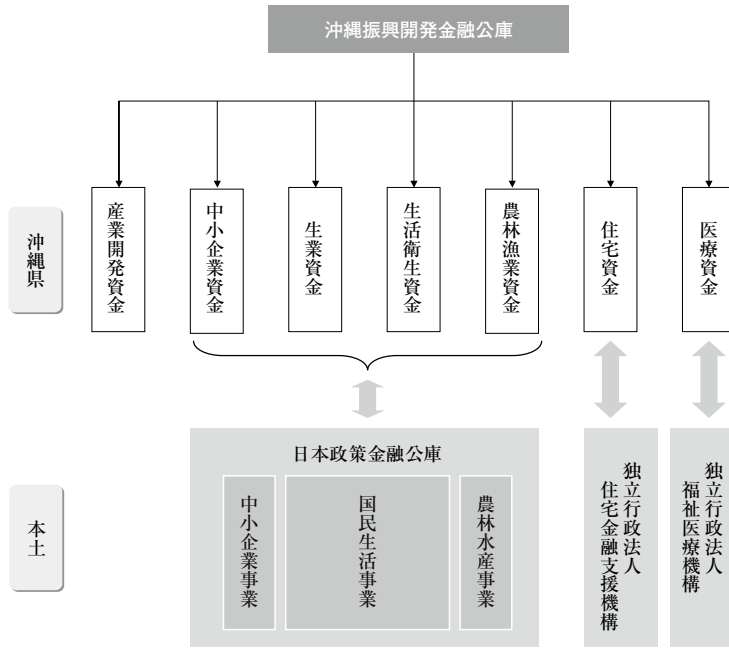 沖縄振興開発金融公庫
沖縄県
産業開発資金
中小企業資金
生業資金
生活衛生資金
農林漁業資金
住宅資金
医療資金
本土
日本政策金融公庫
中小企業事業
国民生活事業
農林水産事業
独立行政法人
住宅金融支援機構
独立行政法人
福祉医療機構